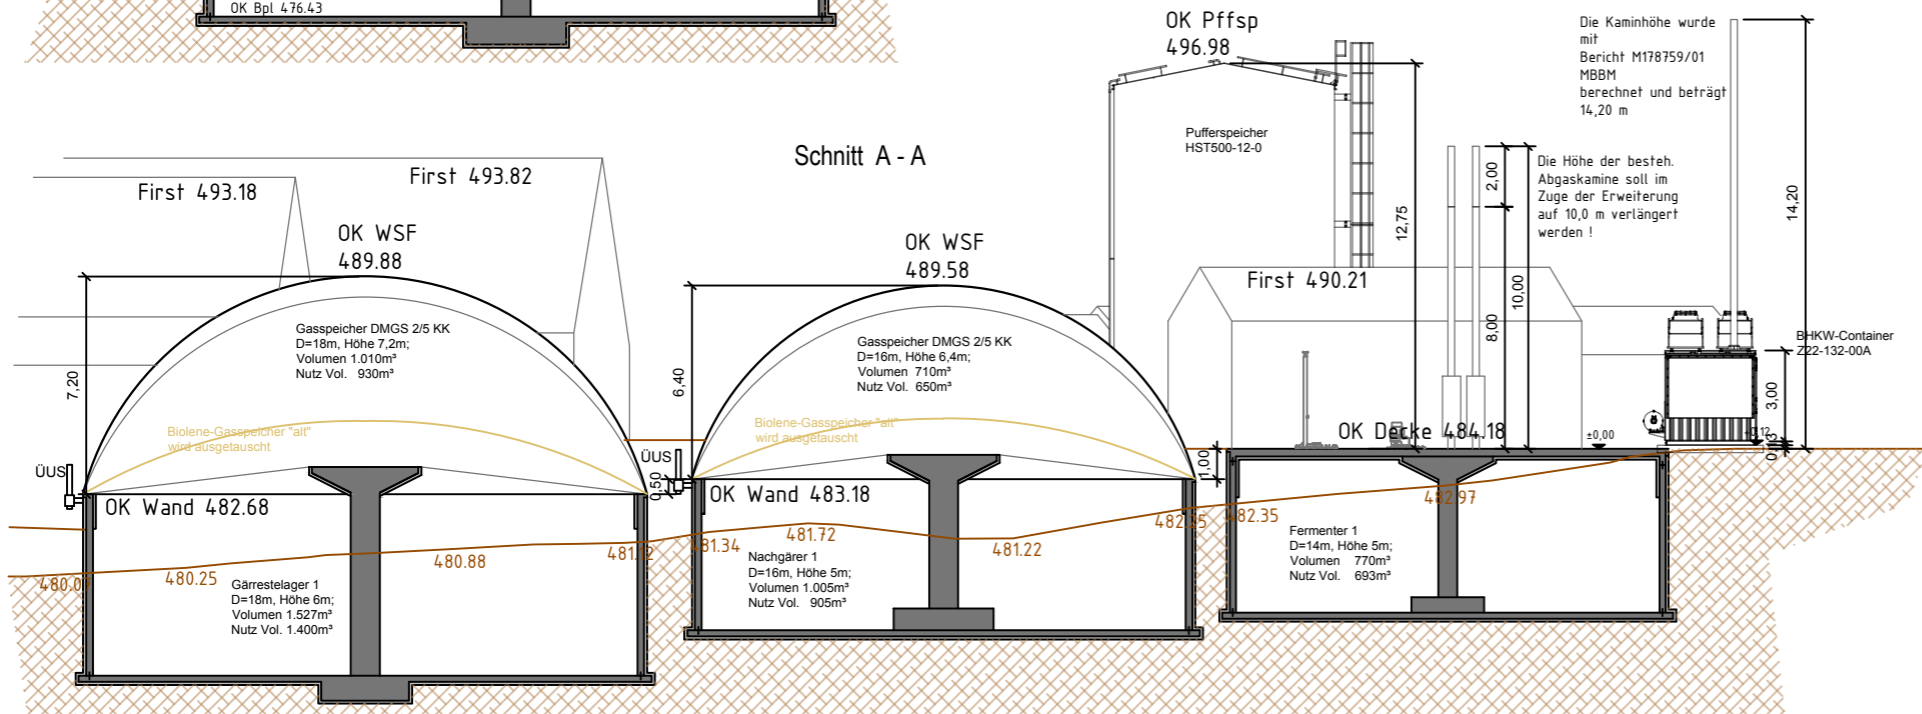 OK Bpl 476.43
OK Pffsp
496.98
Die Kaminhöhe wurde
mit
Bericht M178759/01
MBBM
berechnet und beträgt
14,20 m
Schnitt A - A
Pufferspeicher
HST500-12-0
Die Höhe der besteh.
Abgaskamine soll im
Zuge der Erweiterung
auf 10,0 m verlängert
werden !
2,00
12,75
14,20
10,00
8,00
First 493.18
First 493.82
OK WSF
489.88
OK WSF
489.58
First 490.21
7,20
6,40
Gasspeicher DMGS 2/5 KK
D=18m, Höhe 7,2m;
Volumen 1.010m³
Nutz Vol. 930m³
Gasspeicher DMGS 2/5 KK
D=16m, Höhe 6,4m;
Volumen 710m³
Nutz Vol. 650m³
BHKW-Container
Z22-132-00A
3,00
Biolene-Gasspeicher "alt"
wird ausgetauscht
Biolene-Gasspeicher "alt"
wird ausgetauscht
OK Decke 484.18
±0,00
+0,12
ÜUS
ÜUS
0,50
1,00
OK Wand 482.68
OK Wand 483.18
480.25
480.88
481.12
481.34
481.72
481.22
482.35
482.97
Gärrestelager 1
D=18m, Höhe 6m;
Volumen 1.527m³
Nutz Vol. 1.400m³
Nachgärer 1
D=16m, Höhe 5m;
Volumen 1.005m³
Nutz Vol. 905m³
Fermenter 1
D=14m, Höhe 5m;
Volumen 770m³
Nutz Vol. 693m³